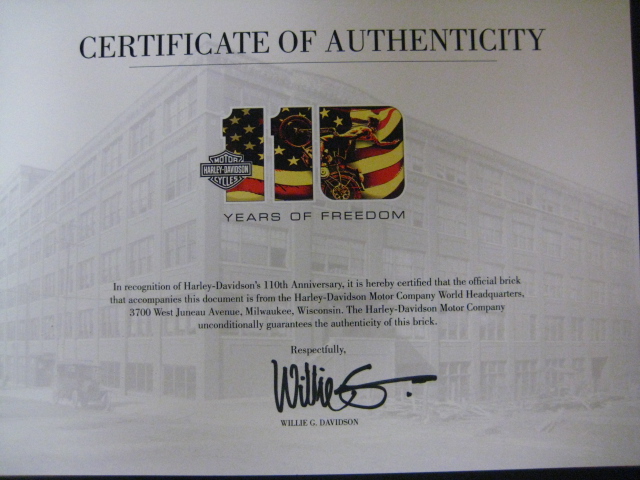 CERTIFICATE OF AUTHENTICITY
110
MOTOR
HARLEY-DAVIDSON
CYCLES
YEARS OF FREEDOM
In recognition of Harley-Davidson's 110th Anniversary, it is hereby certified that the official brick
that accompanies this document is from the Harley-Davidson Motor Company World Headquarters,
3700 West Juneau Avenue, Milwaukee, Wisconsin. The Harley-Davidson Motor Company
unconditionally guarantees the authenticity of this brick.
Respectfully,
Willie G.
WILLIE G. DAVIDSON